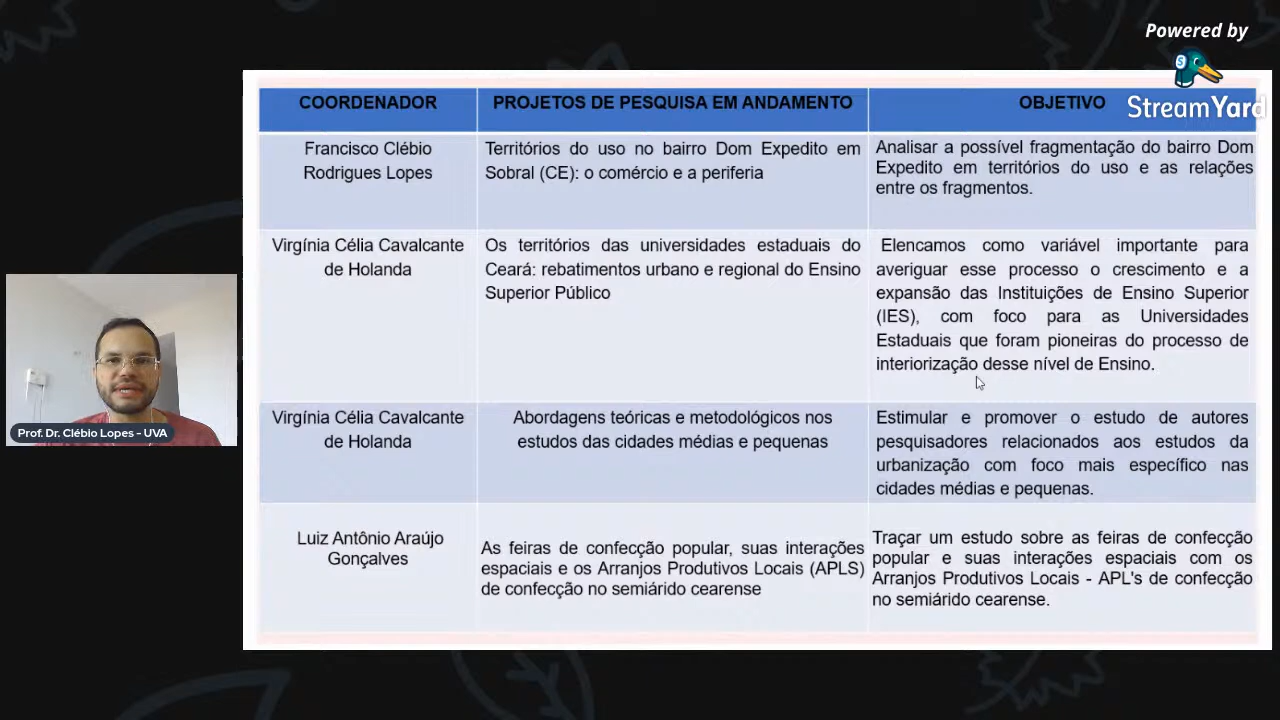 Powered by
StreamYard
COORDENADOR
PROJETOS DE PESQUISA EM ANDAMENTO
OBJETIVO
Francisco Clébio
Rodrigues Lopes
Territórios do uso no bairro Dom Expedito em
Sobral (CE): o comércio e a periferia
Analisar a possível fragmentação do bairro Dom
Expedito em territórios do uso e as relações
entre os fragmentos.
Virgínia Célia Cavalcante
de Holanda
Os territórios das universidades estaduais do
Ceará: rebatimentos urbano e regional do Ensino
Superior Público
Elencamos como variável importante para
averiguar esse processo o crescimento e a
expansão das Instituições de Ensino Superior
(IES), com foco para as Universidades
Estaduais que foram pioneiras do processo de
interiorização desse nível de Ensino.
Virgínia Célia Cavalcante
de Holanda
Abordagens teóricas e metodológicos nos
estudos das cidades médias e pequenas
Estimular e promover o estudo de autores
pesquisadores relacionados aos estudos da
urbanização com foco mais específico nas
cidades médias e pequenas.
Luiz Antônio Araújo
Gonçalves
As feiras de confecção popular, suas interações
espaciais e os Arranjos Produtivos Locais (APLS)
de confecção no semiárido cearense
Traçar um estudo sobre as feiras de confecção
popular e suas interações espaciais com os
Arranjos Produtivos Locais - APL's de confecção
no semiárido cearense.
Prof. Dr. Clébio Lopes - UVA